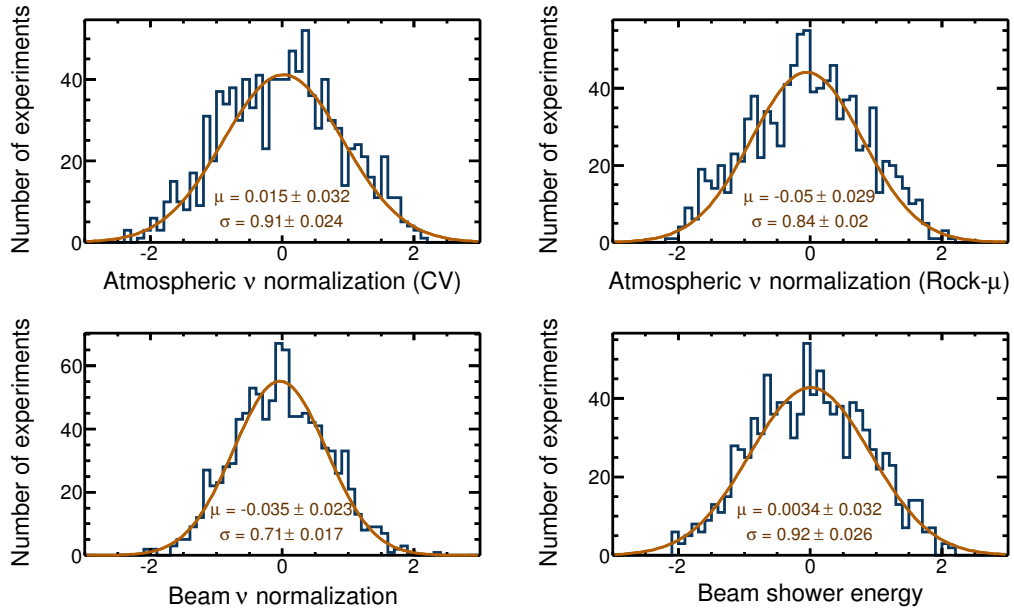 Number of experiments
40
20
0
μ = 0.015 ± 0.032
σ = 0.91 ± 0.024
-2 0 2
Atmospheric ν normalization (CV)
Number of experiments
40
20
0
μ = -0.05 ± 0.029
σ = 0.84 ± 0.02
-2 0 2
Atmospheric ν normalization (Rock-μ)
Number of experiments
60
40
20
0
μ = -0.035 ± 0.023
σ = 0.71 ± 0.017
-2 0 2
Beam ν normalization
Number of experiments
40
20
0
μ = 0.0034 ± 0.032
σ = 0.92 ± 0.026
-2 0 2
Beam shower energy